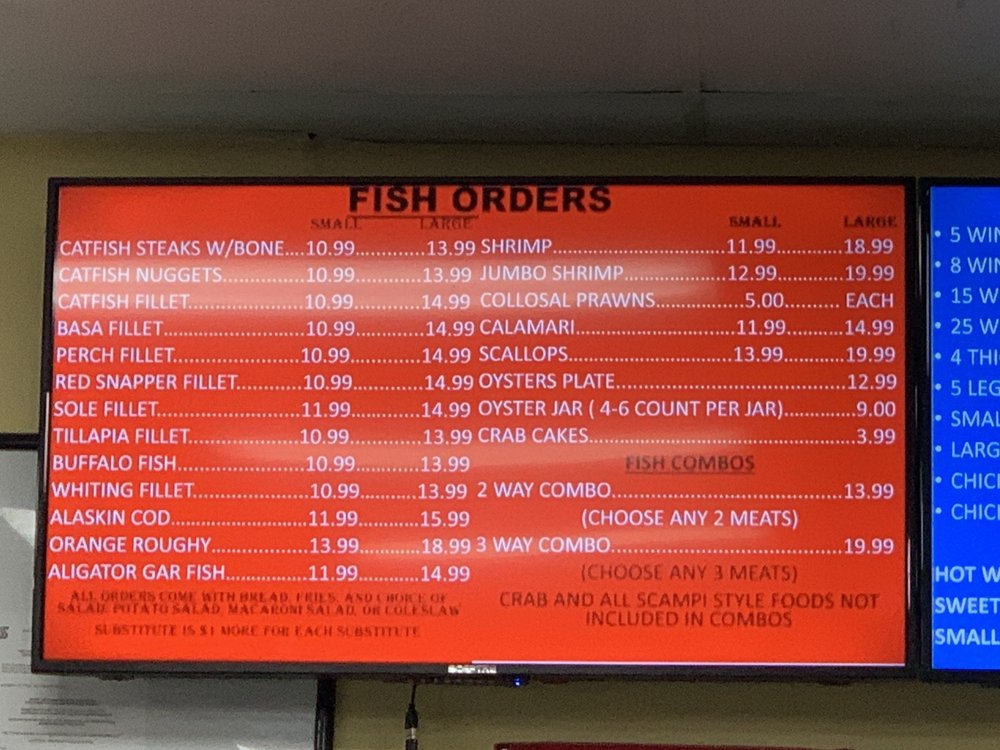 FISH ORDERS
SMALL LARGE
CATFISH STEAKS W/BONE....10.99..............13.99
CATFISH NUGGETS..............10.99..............13.99
CATFISH FILLET....................10.99..............14.99
BASA FILLET.........................10.99..............14.99
PERCH FILLET......................10.99..............14.99
RED SNAPPER FILLET............10.99..............14.99
SOLE FILLET.........................11.99..............14.99
TILLAPIA FILLET...................10.99..............13.99
BUFFALO FISH.....................10.99.............13.99
WHITING FILLET....................10.99............13.99
ALASKIN COD........................11.99............15.99
ORANGE ROUGHY.................13.99............18.99
ALIGATOR GAR FISH..............11.99............14.99
ALL ORDERS COME WITH BREAD, FRIES, AND CHOICE OF
SALAD, POTATO SALAD, MACARONI SALAD, OR COLESLAW
SUBSTITUTE IS $1 MORE FOR EACH SUBSTITUTE
SMALL LARGE
SHRIMP..............................11.99.............18.99
JUMBO SHRIMP.................12.99.............19.99
COLLOSAL PRAWNS..............5.00.......... EACH
CALAMARI...........................11.99............14.99
SCALLOPS...........................13.99............19.99
OYSTERS PLATE........................................12.99
OYSTER JAR ( 4-6 COUNT PER JAR).............9.00
CRAB CAKES..............................................3.99
FISH COMBOS
2 WAY COMBO.........................................13.99
(CHOOSE ANY 2 MEATS)
3 WAY COMBO.........................................19.99
(CHOOSE ANY 3 MEATS)
CRAB AND ALL SCAMPI STYLE FOODS NOT
INCLUDED IN COMBOS
• 5 WIN
• 8 WIN
• 15 W
• 25 W
• 4 THI
• 5 LEG
• SMAL
• LARG
• CHIC
• CHIC
HOT W
SWEET
SMALL